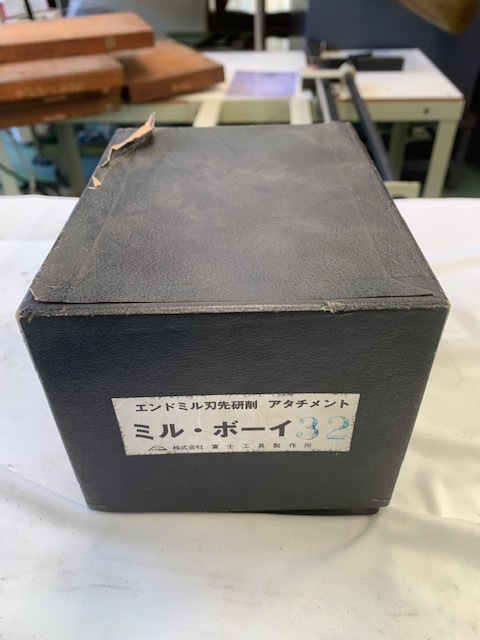 エンドミル刃先研削 アタチメント
ミル・ボーイ32
株式会社 富士工具製作所